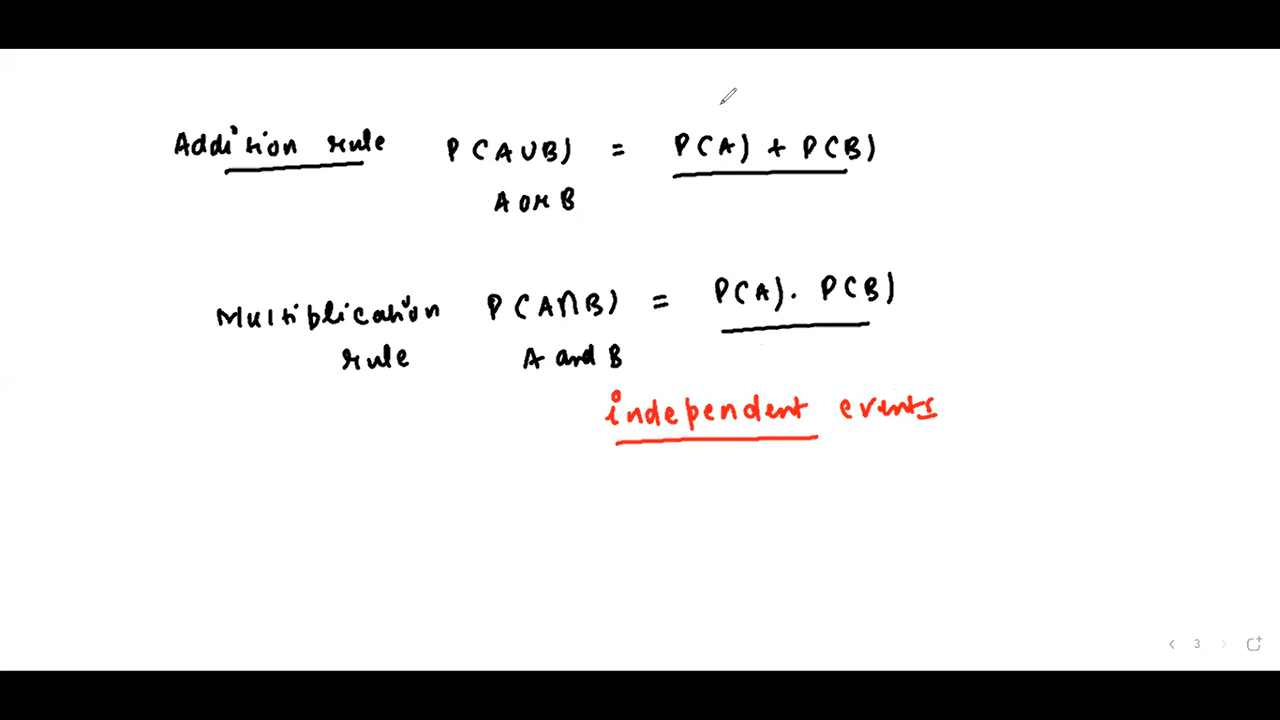 Addition rule P(A∪B) = P(A) + P(B)
A or B
Multiplication P(A∩B) = P(A). P(B)
rule A and B
independent events
3